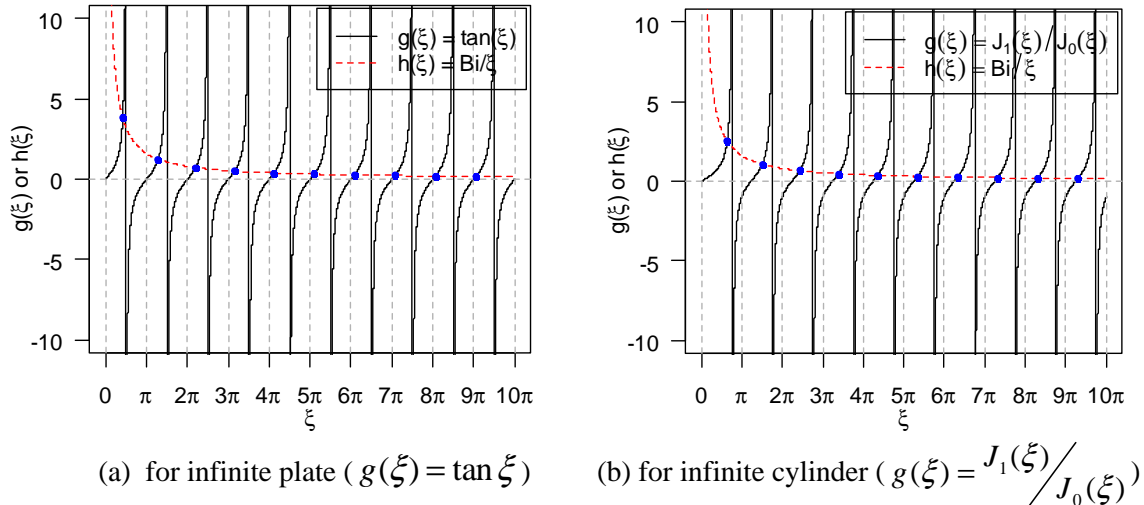 g(ξ) = tan(ξ)
h(ξ) = Bi/ξ
10
5
0
-5
-10
g(ξ) or h(ξ)
0 π 2π 3π 4π 5π 6π 7π 8π 9π 10π
ξ
(a) for infinite plate ( g(ξ) = tan ξ )
g(ξ) = J₁(ξ)/J₀(ξ)
h(ξ) = Bi/ξ
10
5
0
-5
-10
g(ξ) or h(ξ)
0 π 2π 3π 4π 5π 6π 7π 8π 9π 10π
ξ
(b) for infinite cylinder ( g(ξ) = J₁(ξ)/J₀(ξ) )